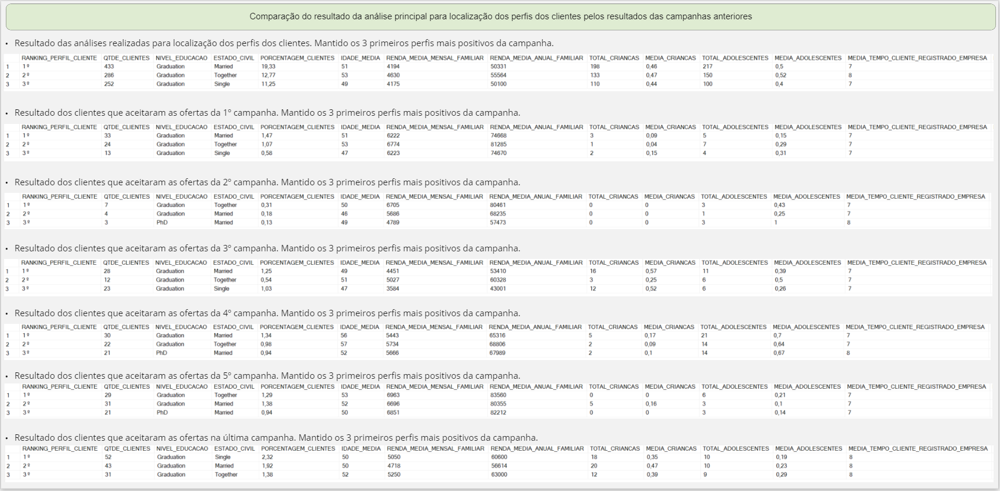 Comparação do resultado da análise principal para localização dos perfis dos clientes pelos resultados das campanhas anteriores
• Resultado das análises realizadas para localização dos perfis dos clientes. Mantido os 3 primeiros perfis mais positivos da campanha.
RANKING_PERFIL_CLIENTE QTDE_CLIENTES NIVEL_EDUCACAO ESTADO_CIVIL PORCENTAGEM_CLIENTES IDADE_MEDIA RENDA_MEDIA_MENSAL_FAMILIAR RENDA_MEDIA_ANUAL_FAMILIAR TOTAL_CRIANCAS MEDIA_CRIANCAS TOTAL_ADOLESCENTES MEDIA_ADOLESCENTES MEDIA_TEMPO_CLIENTE_REGISTRADO_EMPRESA
1 1 º 433 Graduation Married 19,33 51 4194 50331 198 0,46 217 0,5 7
2 2 º 286 Graduation Together 12,77 53 4630 55564 133 0,47 150 0,52 8
3 3 º 252 Graduation Single 11,25 49 4175 50100 110 0,44 100 0,4 7
• Resultado dos clientes que aceitaram as ofertas da 1º campanha. Mantido os 3 primeiros perfis mais positivos da campanha.
RANKING_PERFIL_CLIENTE QTDE_CLIENTES NIVEL_EDUCACAO ESTADO_CIVIL PORCENTAGEM_CLIENTES IDADE_MEDIA RENDA_MEDIA_MENSAL_FAMILIAR RENDA_MEDIA_ANUAL_FAMILIAR TOTAL_CRIANCAS MEDIA_CRIANCAS TOTAL_ADOLESCENTES MEDIA_ADOLESCENTES MEDIA_TEMPO_CLIENTE_REGISTRADO_EMPRESA
1 1 º 33 Graduation Married 1,47 51 6222 74668 3 0,09 5 0,15 7
2 2 º 24 Graduation Together 1,07 53 6774 81285 1 0,04 7 0,29 7
3 3 º 13 Graduation Single 0,58 47 6223 74670 2 0,15 4 0,31 7
• Resultado dos clientes que aceitaram as ofertas da 2º campanha. Mantido os 3 primeiros perfis mais positivos da campanha.
RANKING_PERFIL_CLIENTE QTDE_CLIENTES NIVEL_EDUCACAO ESTADO_CIVIL PORCENTAGEM_CLIENTES IDADE_MEDIA RENDA_MEDIA_MENSAL_FAMILIAR RENDA_MEDIA_ANUAL_FAMILIAR TOTAL_CRIANCAS MEDIA_CRIANCAS TOTAL_ADOLESCENTES MEDIA_ADOLESCENTES MEDIA_TEMPO_CLIENTE_REGISTRADO_EMPRESA
1 1 º 7 Graduation Together 0,31 50 6705 80461 0 0 3 0,43 7
2 2 º 4 Graduation Married 0,18 46 5686 68235 0 0 1 0,25 7
3 3 º 3 PhD Married 0,13 49 4789 57473 0 0 3 1 8
• Resultado dos clientes que aceitaram as ofertas da 3º campanha. Mantido os 3 primeiros perfis mais positivos da campanha.
RANKING_PERFIL_CLIENTE QTDE_CLIENTES NIVEL_EDUCACAO ESTADO_CIVIL PORCENTAGEM_CLIENTES IDADE_MEDIA RENDA_MEDIA_MENSAL_FAMILIAR RENDA_MEDIA_ANUAL_FAMILIAR TOTAL_CRIANCAS MEDIA_CRIANCAS TOTAL_ADOLESCENTES MEDIA_ADOLESCENTES MEDIA_TEMPO_CLIENTE_REGISTRADO_EMPRESA
1 1 º 28 Graduation Married 1,25 49 4451 53410 16 0,57 11 0,39 7
2 2 º 12 Graduation Together 0,54 51 5027 60328 3 0,25 6 0,5 7
3 3 º 23 Graduation Single 1,03 47 3584 43001 12 0,52 6 0,26 7
• Resultado dos clientes que aceitaram as ofertas da 4º campanha. Mantido os 3 primeiros perfis mais positivos da campanha.
RANKING_PERFIL_CLIENTE QTDE_CLIENTES NIVEL_EDUCACAO ESTADO_CIVIL PORCENTAGEM_CLIENTES IDADE_MEDIA RENDA_MEDIA_MENSAL_FAMILIAR RENDA_MEDIA_ANUAL_FAMILIAR TOTAL_CRIANCAS MEDIA_CRIANCAS TOTAL_ADOLESCENTES MEDIA_ADOLESCENTES MEDIA_TEMPO_CLIENTE_REGISTRADO_EMPRESA
1 1 º 30 Graduation Married 1,34 56 5443 65316 5 0,17 21 0,7 7
2 2 º 22 Graduation Together 0,98 57 5734 68806 2 0,09 14 0,64 7
3 3 º 21 PhD Married 0,94 52 5666 67989 2 0,1 14 0,67 8
• Resultado dos clientes que aceitaram as ofertas da 5º campanha. Mantido os 3 primeiros perfis mais positivos da campanha.
RANKING_PERFIL_CLIENTE QTDE_CLIENTES NIVEL_EDUCACAO ESTADO_CIVIL PORCENTAGEM_CLIENTES IDADE_MEDIA RENDA_MEDIA_MENSAL_FAMILIAR RENDA_MEDIA_ANUAL_FAMILIAR TOTAL_CRIANCAS MEDIA_CRIANCAS TOTAL_ADOLESCENTES MEDIA_ADOLESCENTES MEDIA_TEMPO_CLIENTE_REGISTRADO_EMPRESA
1 1 º 29 Graduation Together 1,29 53 6963 83560 0 0 6 0,21 7
2 2 º 31 Graduation Married 1,38 52 6696 80355 5 0,16 3 0,1 7
3 3 º 21 PhD Married 0,94 50 6851 82212 0 0 3 0,14 7
• Resultado dos clientes que aceitaram as ofertas na última campanha. Mantido os 3 primeiros perfis mais positivos da campanha.
RANKING_PERFIL_CLIENTE QTDE_CLIENTES NIVEL_EDUCACAO ESTADO_CIVIL PORCENTAGEM_CLIENTES IDADE_MEDIA RENDA_MEDIA_MENSAL_FAMILIAR RENDA_MEDIA_ANUAL_FAMILIAR TOTAL_CRIANCAS MEDIA_CRIANCAS TOTAL_ADOLESCENTES MEDIA_ADOLESCENTES MEDIA_TEMPO_CLIENTE_REGISTRADO_EMPRESA
1 1 º 52 Graduation Single 2,32 50 5050 60600 18 0,35 10 0,19 8
2 2 º 43 Graduation Married 1,92 50 4718 56614 20 0,47 10 0,23 8
3 3 º 31 Graduation Together 1,38 52 5250 63000 12 0,39 9 0,29 8